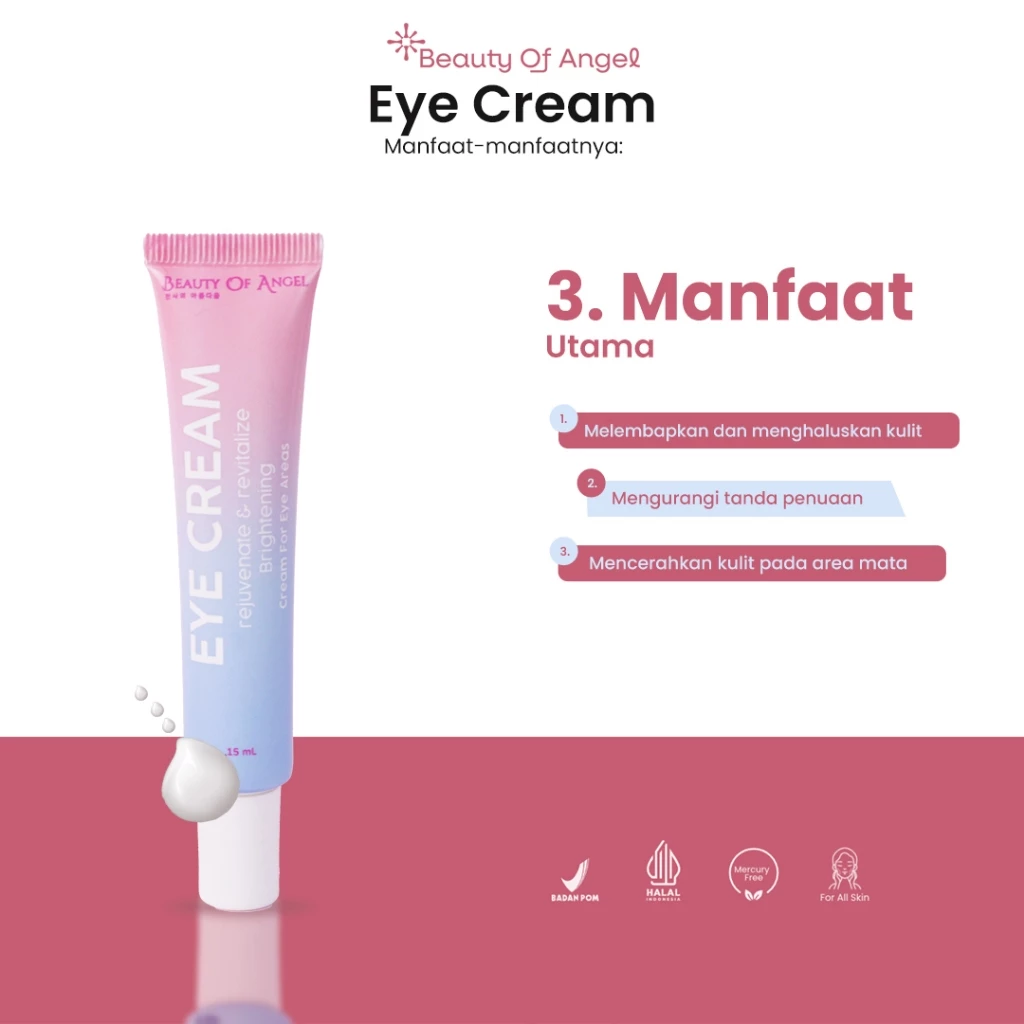 Beauty Of Angel
Eye Cream
Manfaat-manfaatnya:
BEAUTY OF ANGEL
EYE CREAM
rejuvenate & revitalize
Brightening
Cream For Eye Areas
15 mL
3. Manfaat
Utama
1.
Melembapkan dan menghaluskan kulit
2.
Mengurangi tanda penuaan
3.
Mencerahkan kulit pada area mata
BADAN POM
HALAL
INDONESIA
Mercury
Free
For All Skin